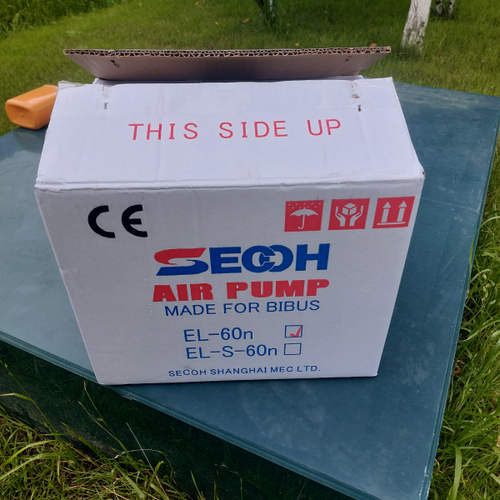 THIS SIDE UP
CE
SECOH
AIR PUMP
MADE FOR BIBUS
EL-60n
EL-S-60n
SECOH SHANGHAI MEC LTD.